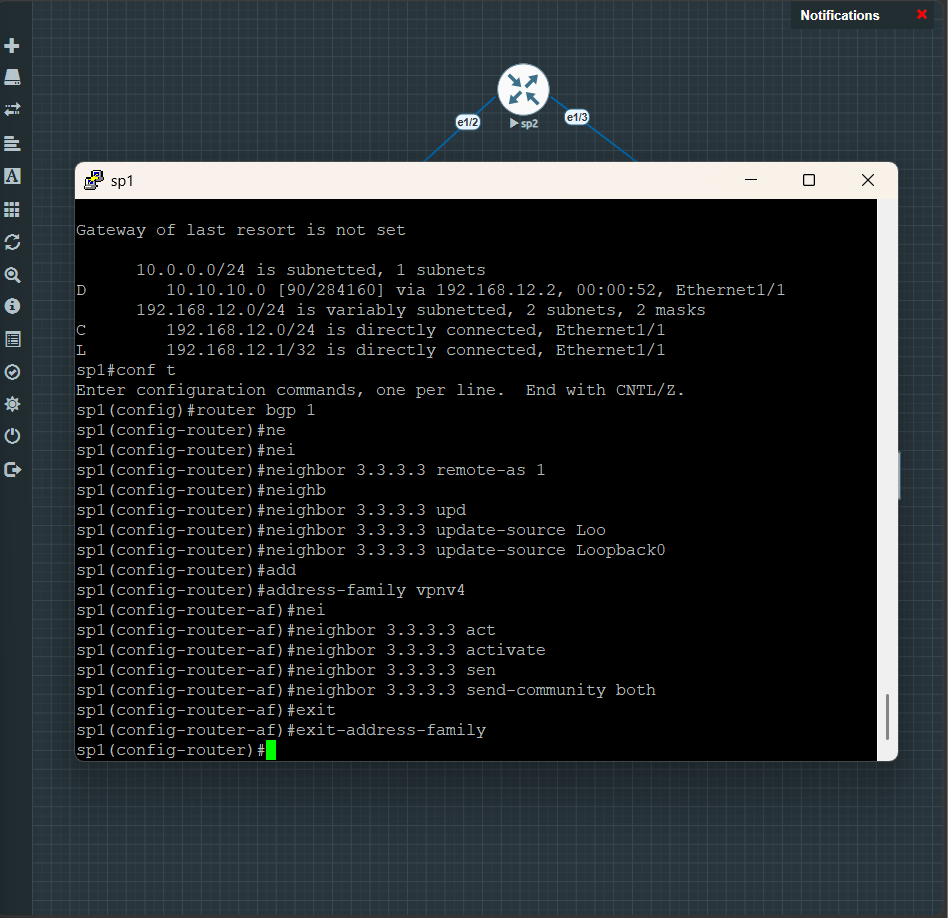 Notifications
e1/2
e1/3
sp2
sp1
Gateway of last resort is not set
      10.0.0.0/24 is subnetted, 1 subnets
D        10.10.10.0 [90/284160] via 192.168.12.2, 00:00:52, Ethernet1/1
      192.168.12.0/24 is variably subnetted, 2 subnets, 2 masks
C        192.168.12.0/24 is directly connected, Ethernet1/1
L        192.168.12.1/32 is directly connected, Ethernet1/1
sp1#conf t
Enter configuration commands, one per line.  End with CNTL/Z.
sp1(config)#router bgp 1
sp1(config-router)#ne
sp1(config-router)#nei
sp1(config-router)#neighbor 3.3.3.3 remote-as 1
sp1(config-router)#neighb
sp1(config-router)#neighbor 3.3.3.3 upd
sp1(config-router)#neighbor 3.3.3.3 update-source Loo
sp1(config-router)#neighbor 3.3.3.3 update-source Loopback0
sp1(config-router)#add
sp1(config-router)#address-family vpnv4
sp1(config-router-af)#nei
sp1(config-router-af)#neighbor 3.3.3.3 act
sp1(config-router-af)#neighbor 3.3.3.3 activate
sp1(config-router-af)#neighbor 3.3.3.3 sen
sp1(config-router-af)#neighbor 3.3.3.3 send-community both
sp1(config-router-af)#exit
sp1(config-router-af)#exit-address-family
sp1(config-router)#